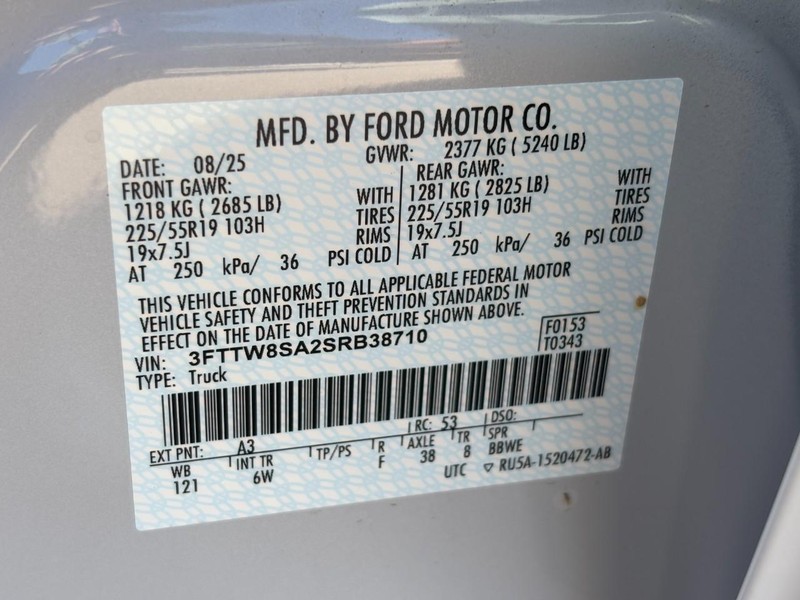 MFD. BY FORD MOTOR CO.
DATE: 08/25 GVWR: 2377 KG ( 5240 LB)
FRONT GAWR: REAR GAWR:
1218 KG ( 2685 LB) WITH 1281 KG ( 2825 LB) WITH
225/55R19 103H TIRES 225/55R19 103H TIRES
19x7.5J RIMS 19x7.5J RIMS
AT 250 kPa/ 36 PSI COLD AT 250 kPa/ 36 PSI COLD
THIS VEHICLE CONFORMS TO ALL APPLICABLE FEDERAL MOTOR
VEHICLE SAFETY AND THEFT PREVENTION STANDARDS IN
EFFECT ON THE DATE OF MANUFACTURE SHOWN ABOVE.
VIN: 3FTTW8SA2SRB38710 F0153
TYPE: Truck T0343
EXT PNT: A3 RC: 53 DSO:
WB INT TR TP/PS R AXLE TR SPR
121 6W F 38 8 BBWE
UTC ▽ RU5A-1520472-AB